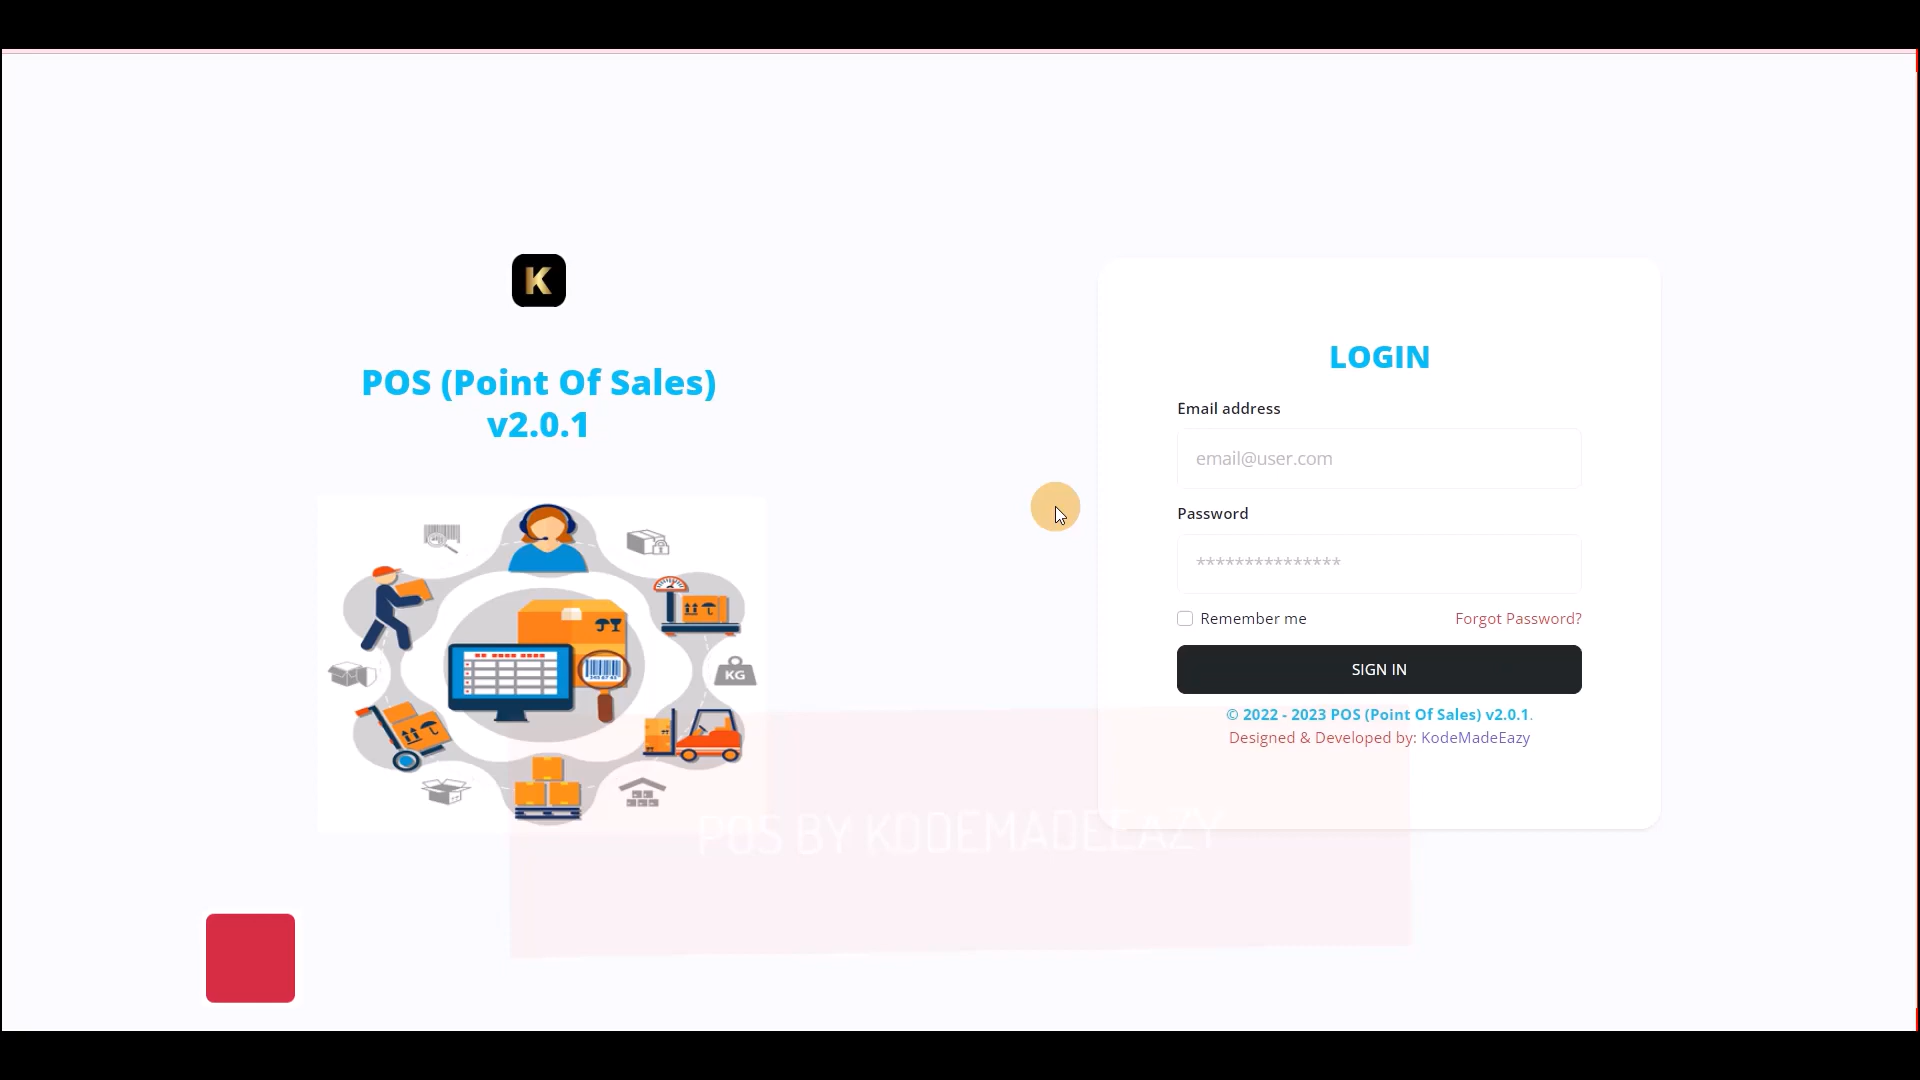 K
POS (Point Of Sales)
v2.0.1
KG
LOGIN
Email address
email@user.com
Password
***************
Remember me
Forgot Password?
SIGN IN
© 2022 - 2023 POS (Point Of Sales) v2.0.1.
Designed & Developed by: KodeMadeEazy
POS BY KODEMADEEAZY